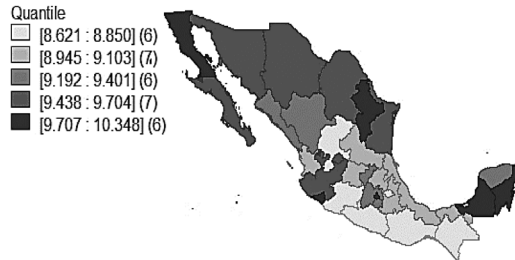 Quantile
[8.621 : 8.850] (6)
[8.945 : 9.103] (7)
[9.192 : 9.401] (6)
[9.438 : 9.704] (7)
[9.707 : 10.348] (6)